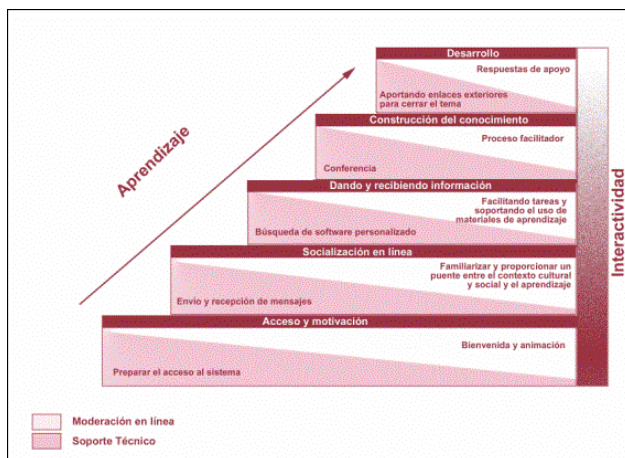 Desarrollo
Respuestas de apoyo
Aportando enlaces exteriores
para cerrar el tema
Construcción del conocimiento
Proceso facilitador
Conferencia
Dando y recibiendo información
Facilitando tareas y
soportando el uso de
materiales de aprendizaje
Búsqueda de software personalizado
Socialización en línea
Familiarizar y proporcionar un
puente entre el contexto cultural
y social y el aprendizaje
Envío y recepción de mensajes
Acceso y motivación
Bienvenida y animación
Preparar el acceso al sistema
Aprendizaje
Interactividad
Moderación en línea
Soporte Técnico